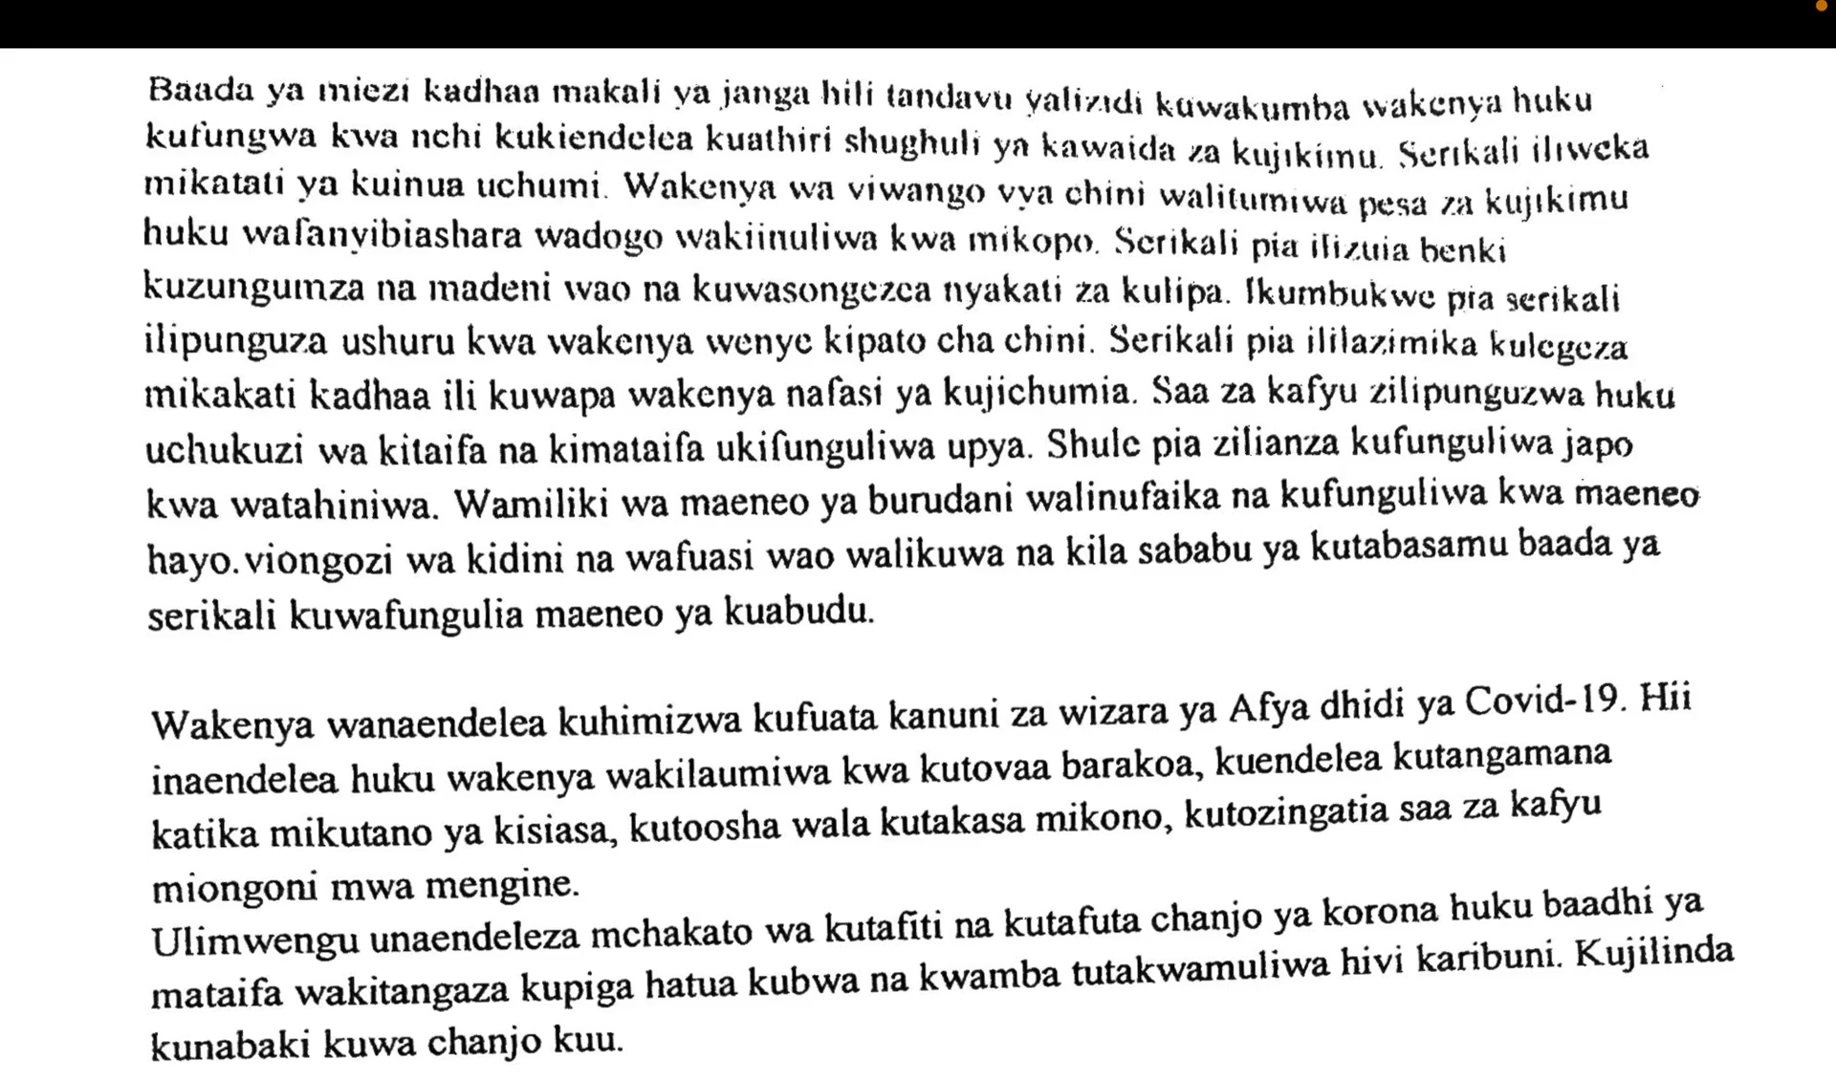 Baada ya miezi kadhaa makali ya janga hili tandavu yalizidi kuwakumba wakenya huku
kufungwa kwa nchi kukiendelea kuathiri shughuli ya kawaida za kujikimu. Serikali iliweka
mikatati ya kuinua uchumi. Wakenya wa viwango vya chini walitumiwa pesa za kujikimu
huku wafanyibiashara wadogo wakiinuliwa kwa mikopo. Serikali pia ilizuia benki
kuzungumza na madeni wao na kuwasongezea nyakati za kulipa. Ikumbukwe pia serikali
ilipunguza ushuru kwa wakenya wenye kipato cha chini. Serikali pia ililazimika kulegeza
mikakati kadhaa ili kuwapa wakenya nafasi ya kujichumia. Saa za kafyu zilipunguzwa huku
uchukuzi wa kitaifa na kimataifa ukifunguliwa upya. Shule pia zilianza kufunguliwa japo
kwa watahiniwa. Wamiliki wa maeneo ya burudani walinufaika na kufunguliwa kwa maeneo
hayo.viongozi wa kidini na wafuasi wao walikuwa na kila sababu ya kutabasamu baada ya
serikali kuwafungulia maeneo ya kuabudu.
Wakenya wanaendelea kuhimizwa kufuata kanuni za wizara ya Afya dhidi ya Covid-19. Hii
inaendelea huku wakenya wakilaumiwa kwa kutovaa barakoa, kuendelea kutangamana
katika mikutano ya kisiasa, kutoosha wala kutakasa mikono, kutozingatia saa za kafyu
miongoni mwa mengine.
Ulimwengu unaendeleza mchakato wa kutafiti na kutafuta chanjo ya korona huku baadhi ya
mataifa wakitangaza kupiga hatua kubwa na kwamba tutakwamuliwa hivi karibuni. Kujilinda
kunabaki kuwa chanjo kuu.